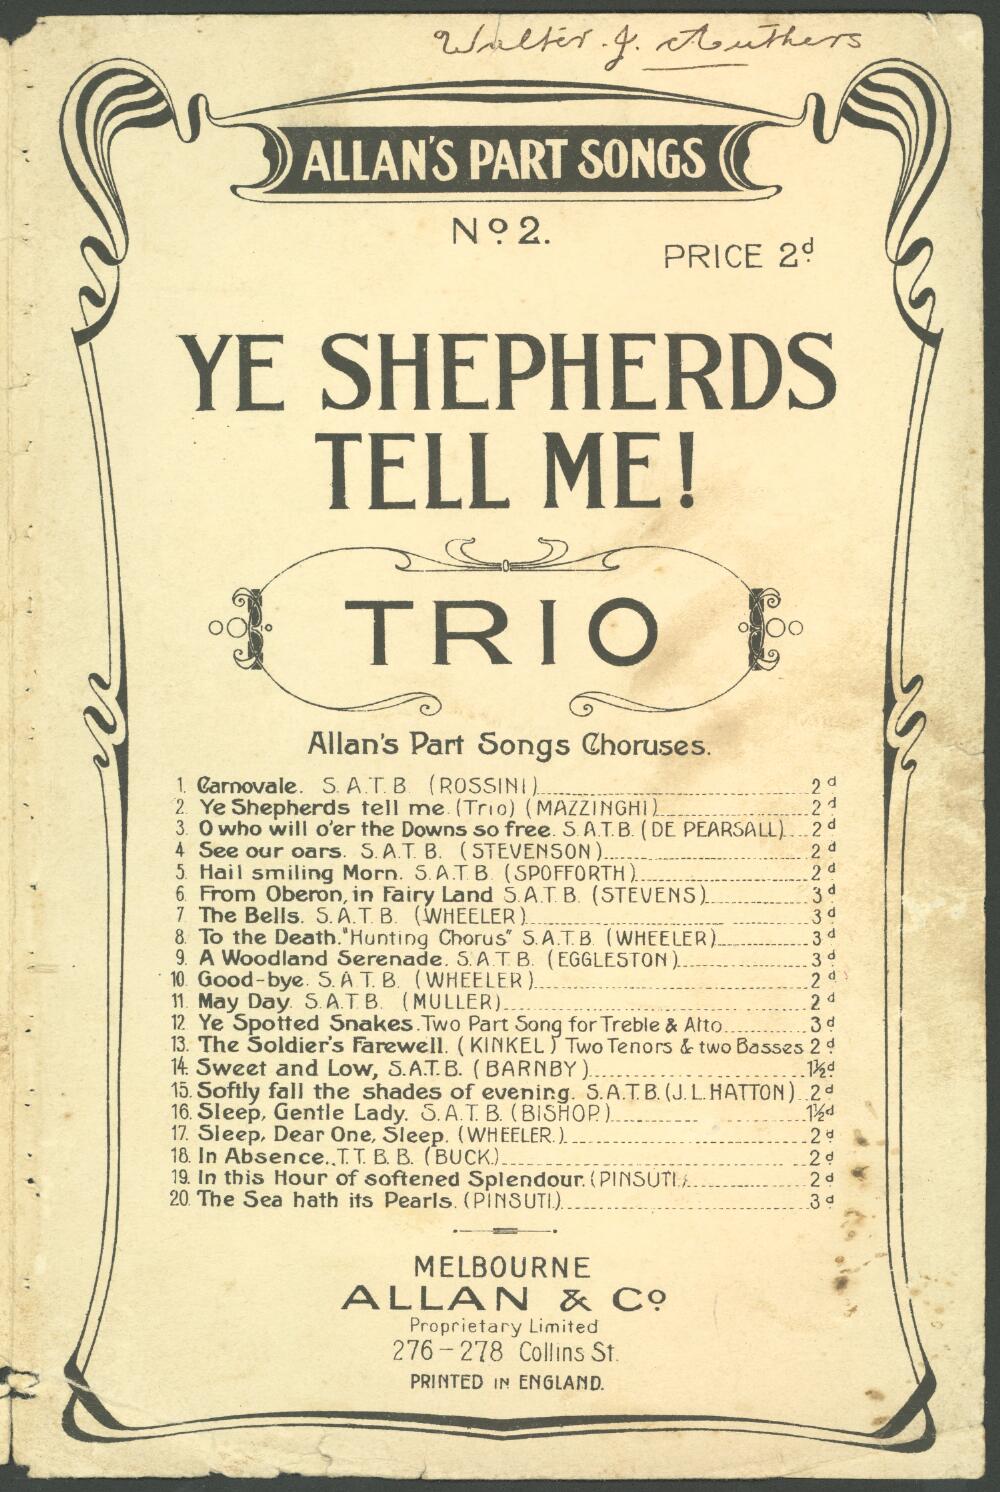 Walter. J.
ALLAN'S PART SONGS
No 2.
PRICE 2d
YE SHEPHERDS
TELL ME!
TRIO
Allan's Part Songs Choruses.
1. Carnovale. S. A. T. B. (ROSSINI) 2d
2. Ye Shepherds tell me. (Trio) (MAZZINGHI) 2d
3. O who will o'er the Downs so free. S. A. T. B. (DE PEARSALL) 2d
4. See our oars. S. A. T. B. (STEVENSON) 2d
5. Hail smiling Morn. S. A. T. B. (SPOFFORTH) 2d
6. From Oberon, in Fairy Land S. A. T. B. (STEVENS) 3d
7. The Bells. S. A. T. B. (WHEELER) 3d
8. To the Death. "Hunting Chorus" S. A. T. B. (WHEELER) 3d
9. A Woodland Serenade. S. A. T. B. (EGGLESTON) 3d
10. Good-bye. S. A. T. B. (WHEELER) 2d
11. May Day. S. A. T. B. (MULLER) 2d
12. Ye Spotted Snakes. Two Part Song for Treble & Alto 3d
13. The Soldier's Farewell. (KINKEL) Two Tenors & two Basses 2d
14. Sweet and Low, S.A.T. B. (BARNBY) 1½d
15. Softly fall the shades of evening. S. A. T. B. (J. L. HATTON) 2d
16. Sleep, Gentle Lady. S. A. T. B. (BISHOP) 1½d
17. Sleep, Dear One, Sleep. (WHEELER.) 2d
18. In Absence. T. T. B. B. (BUCK) 2d
19. In this Hour of softened Splendour. (PINSUTI) 2d
20. The Sea hath its Pearls. (PINSUTI.) 3d
MELBOURNE
ALLAN & Co
Proprietary Limited
276-278 Collins St.
PRINTED IN ENGLAND.